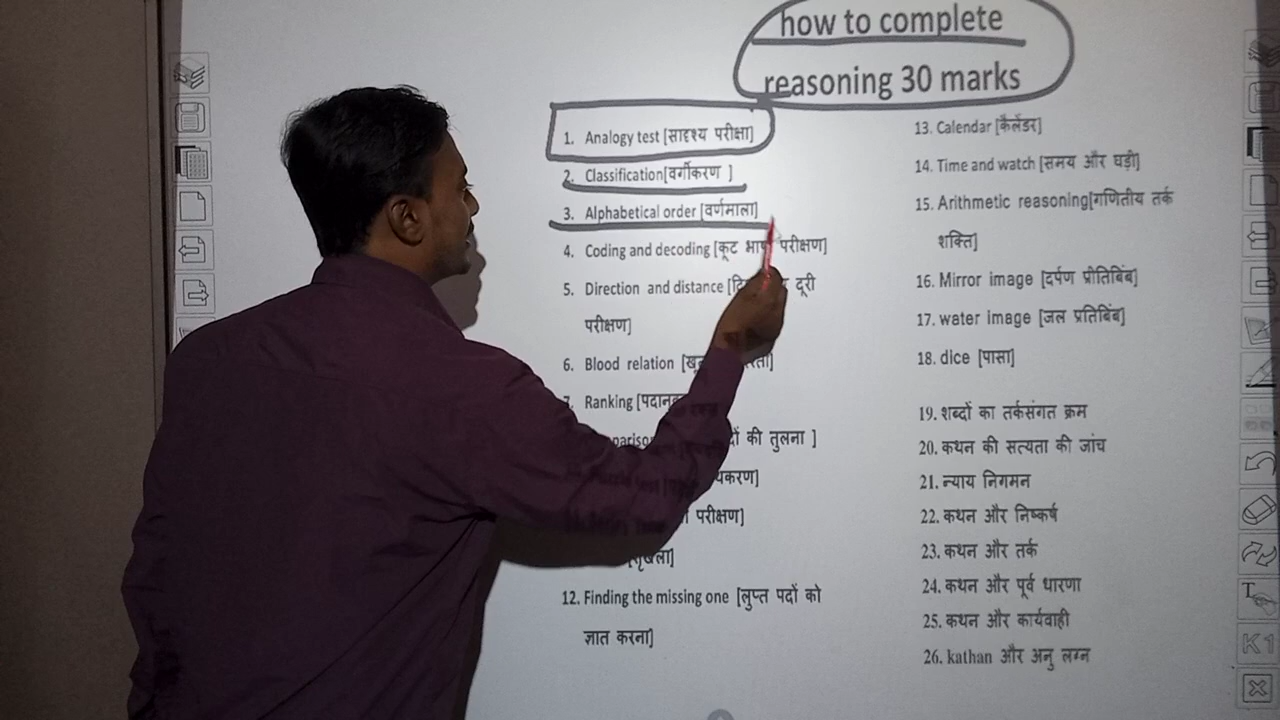 how to complete
reasoning 30 marks
1. Analogy test [सादृश्य परीक्षा]
2. Classification[वर्गीकरण ]
3. Alphabetical order [वर्णमाला]
4. Coding and decoding [कूट परीक्षण]
5. Direction and distance दूरी
परीक्षण]
6. Blood relation
Ranking
की तुलना ]
परीक्षण]
12. Finding the missing one [लुप्त पदों को
ज्ञात करना]
13. Calendar [कैलेंडर]
14. Time and watch [समय और घड़ी]
15. Arithmetic reasoning[गणितीय तर्क
शक्ति]
16. Mirror image [दर्पण प्रीतिबिंब]
17. water image [जल प्रतिबिंब]
18. dice [पासा]
19. शब्दों का तर्कसंगत क्रम
20. कथन की सत्यता की जांच
21. न्याय निगमन
22. कथन और निष्कर्ष
23. कथन और तर्क
24. कथन और पूर्व धारणा
25. कथन और कार्यवाही
26. kathan और अनु लग्न
T
K1